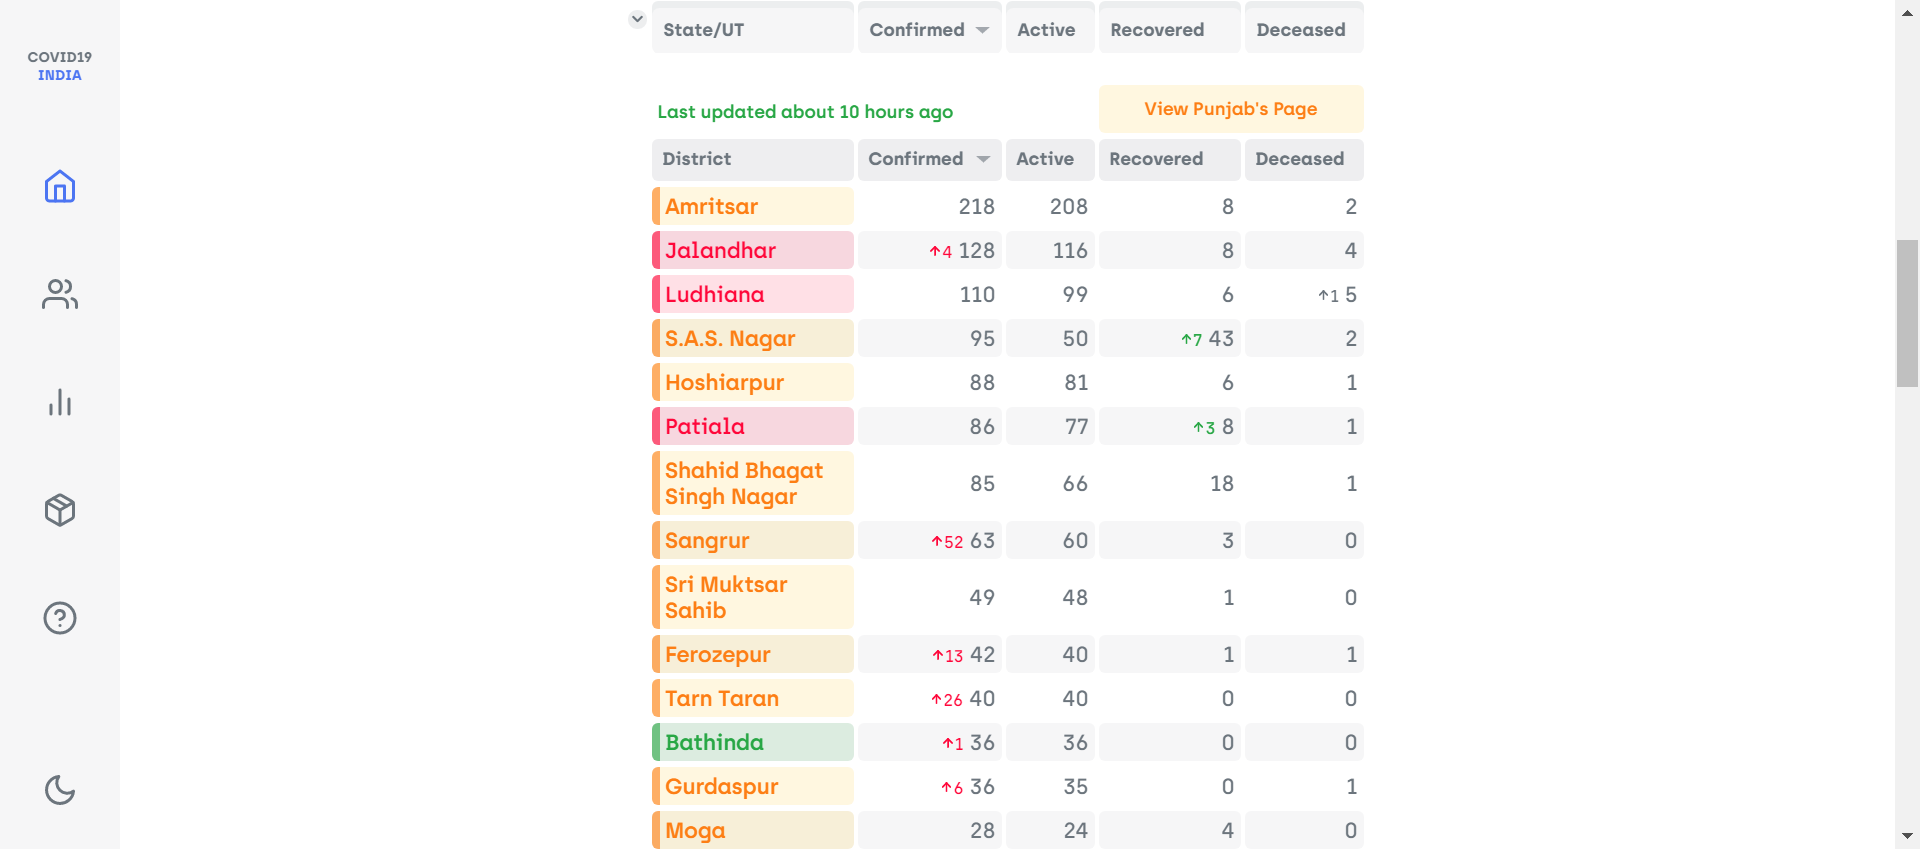 COVID19
INDIA
State/UT Confirmed Active Recovered Deceased
Last updated about 10 hours ago View Punjab's Page
District Confirmed Active Recovered Deceased
Amritsar 218 208 8 2
Jalandhar ↑4 128 116 8 4
Ludhiana 110 99 6 ↑1 5
S.A.S. Nagar 95 50 ↑7 43 2
Hoshiarpur 88 81 6 1
Patiala 86 77 ↑3 8 1
Shahid Bhagat
Singh Nagar 85 66 18 1
Sangrur ↑52 63 60 3 0
Sri Muktsar
Sahib 49 48 1 0
Ferozepur ↑13 42 40 1 1
Tarn Taran ↑26 40 40 0 0
Bathinda ↑1 36 36 0 0
Gurdaspur ↑6 36 35 0 1
Moga 28 24 4 0